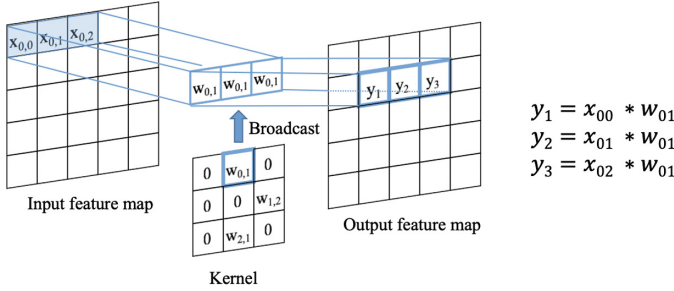 x0,0 x0,1 x0,2
w0,1 w0,1 w0,1
y1 y2 y3
Broadcast
0 w0,1 0
0 0 w1,2
0 w2,1 0
Input feature map
Kernel
Output feature map
y1 = x00 * w01
y2 = x01 * w01
y3 = x02 * w01